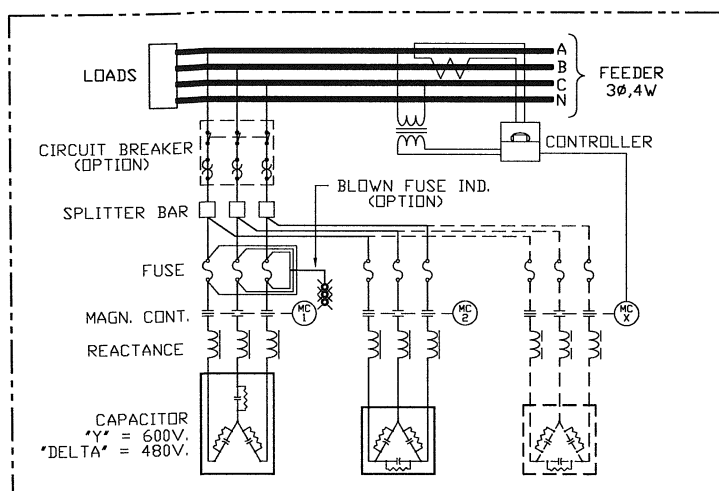 A
B
C
N
LOADS
FEEDER
3Ø,4W
CIRCUIT BREAKER
(OPTION)
CONTROLLER
BLOWN FUSE IND.
(OPTION)
SPLITTER BAR
FUSE
MAGN. CONT.
MC
1
MC
2
MC
X
REACTANCE
CAPACITOR
"Y" = 600V.
"DELTA" = 480V.